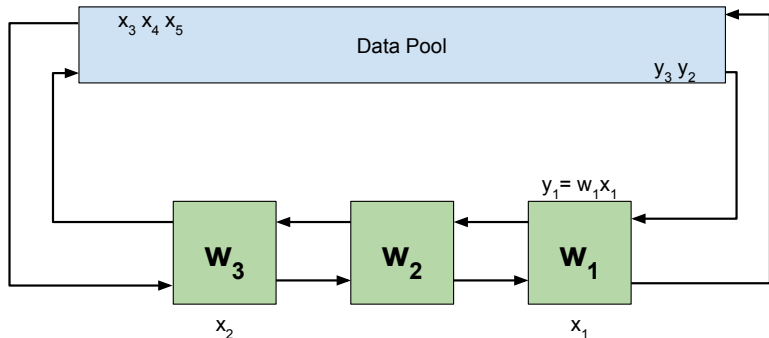 x₃ x₄ x₅
Data Pool
y₃ y₂
y₁= w₁x₁
w₃
w₂
w₁
x₂
x₁